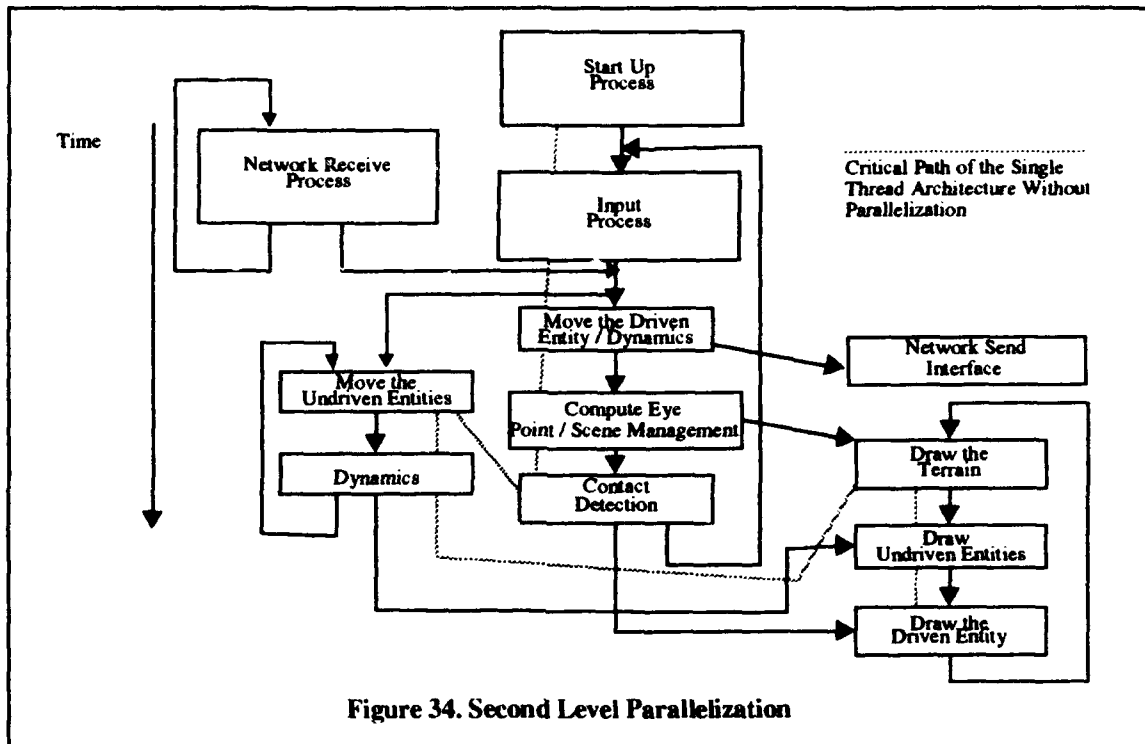 Start Up
Process
Time
Network Receive
Process
Critical Path of the Single
Thread Architecture Without
Parallelization
Input
Process
Move the Driven
Entity / Dynamics
Network Send
Interface
Move the
Undriven Entities
Compute Eye
Point / Scene Management
Draw the
Terrain
Dynamics
Contact
Detection
Draw
Undriven Entities
Draw the
Driven Entity
Figure 34. Second Level Parallelization